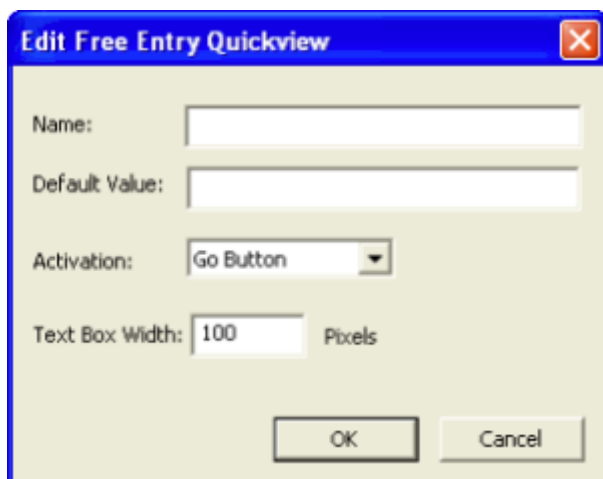 Edit Free Entry Quickview
Name:
Default Value:
Activation: Go Button
Text Box Width: 100 Pixels
OK Cancel